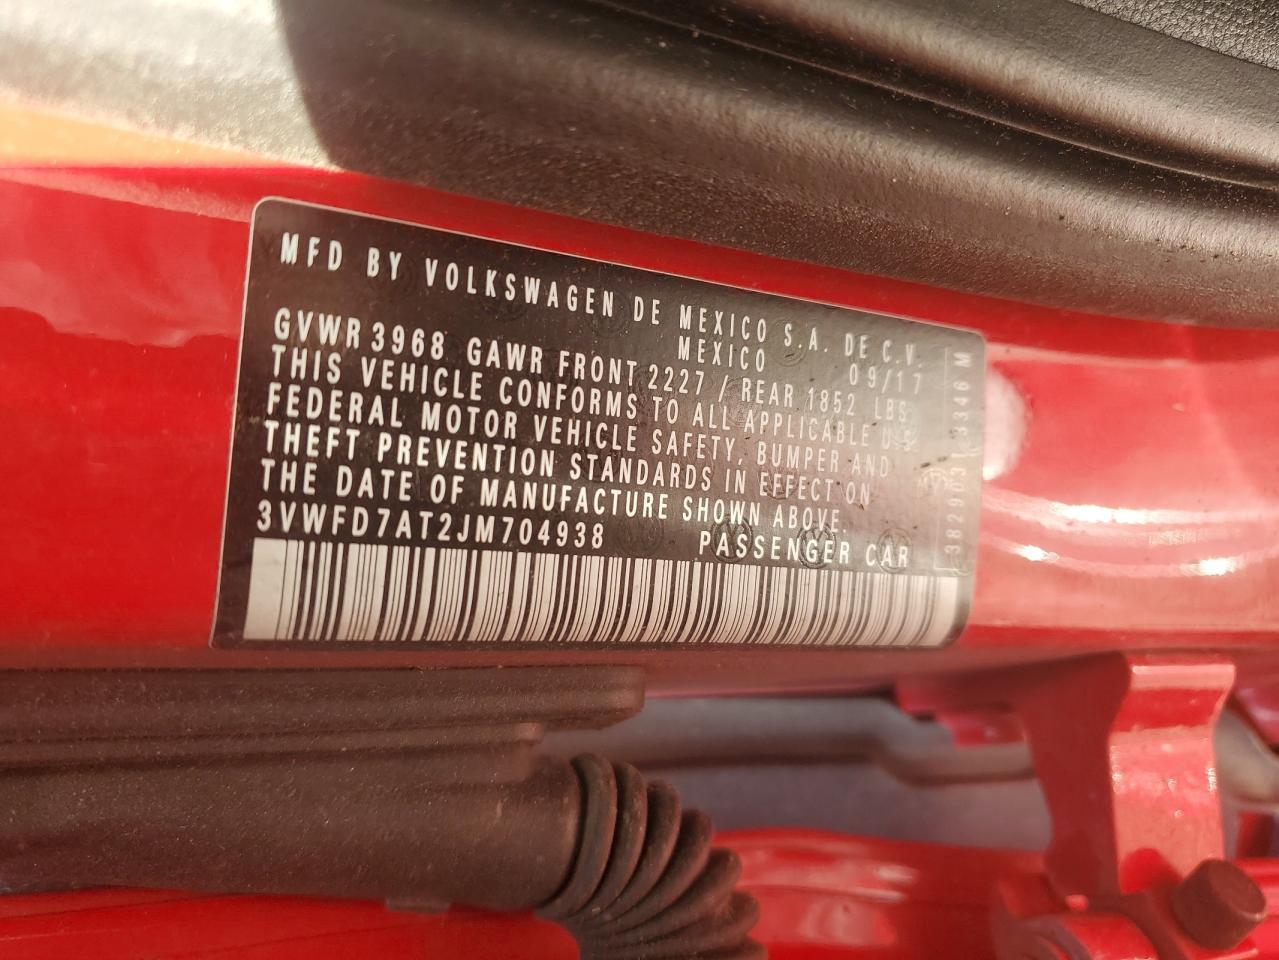 MFD BY VOLKSWAGEN DE MEXICO S.A. DE C.V.
MEXICO 09/17
GVWR 3968 GAWR FRONT 2227 / REAR 1852 LBS
THIS VEHICLE CONFORMS TO ALL APPLICABLE U.S.
FEDERAL MOTOR VEHICLE SAFETY, BUMPER AND
THEFT PREVENTION STANDARDS IN EFFECT ON
THE DATE OF MANUFACTURE SHOWN ABOVE.
3VWFD7AT2JM704938 PASSENGER CAR